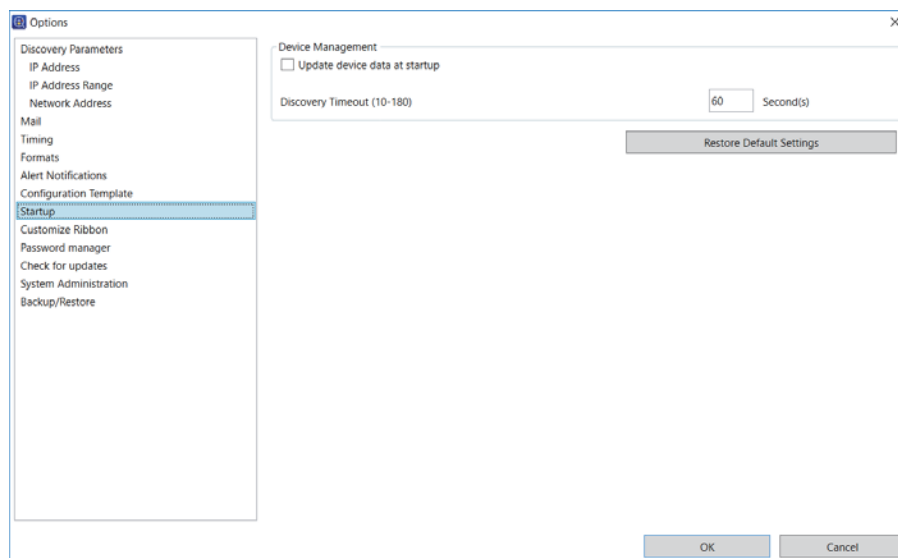 Options
Discovery Parameters
IP Address
IP Address Range
Network Address
Mail
Timing
Formats
Alert Notifications
Configuration Template
Startup
Customize Ribbon
Password manager
Check for updates
System Administration
Backup/Restore
Device Management
Update device data at startup
Discovery Timeout (10-180) 60 Second(s)
Restore Default Settings
OK Cancel